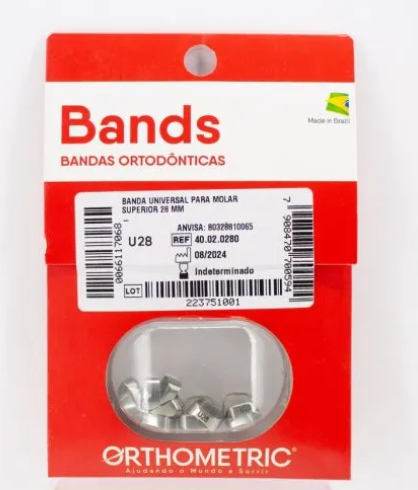 Made in Brazil
Bands
BANDAS ORTODÔNTICAS
BANDA UNIVERSAL PARA MOLAR
SUPERIOR 28 MM
ANVISA: 80328810065
U28
REF 40.02.0280
08/2024
Indeterminado
LOT
223751001
0066117068
7 908470 700594
U28
ORTHOMETRIC®
Ajudando o Mundo a Sorrir